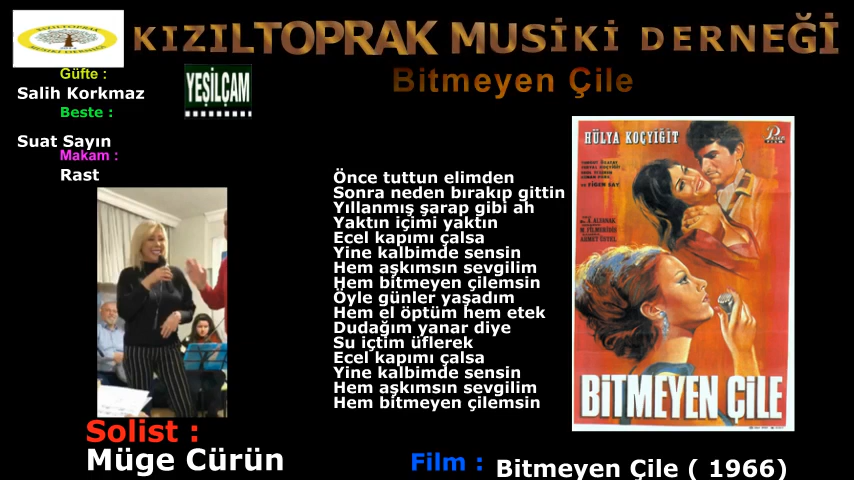 KIZILTOPRAK MUSİKİ DERNEĞİ
KIZILTOPRAK
MUSİKİ DERNEĞİ
Güfte :
Salih Korkmaz
Beste :
Suat Sayın
Makam :
Rast
YEŞİLÇAM
Bitmeyen Çile
Önce tuttun elimden
Sonra neden bırakıp gittin
Yıllanmış şarap gibi ah
Yaktın içimi yaktın
Ecel kapımı çalsa
Yine kalbimde sensin
Hem aşkımsın sevgilim
Hem bitmeyen çilemsin
Öyle günler yaşadım
Hem el öptüm hem etek
Dudağım yanar diye
Su içtim üflerek
Ecel kapımı çalsa
Yine kalbimde sensin
Hem aşkımsın sevgilim
Hem bitmeyen çilemsin
HÜLYA KOÇYİĞİT
BİTMEYEN ÇİLE
Solist :
Müge Cürün
Film :
Bitmeyen Çile ( 1966)